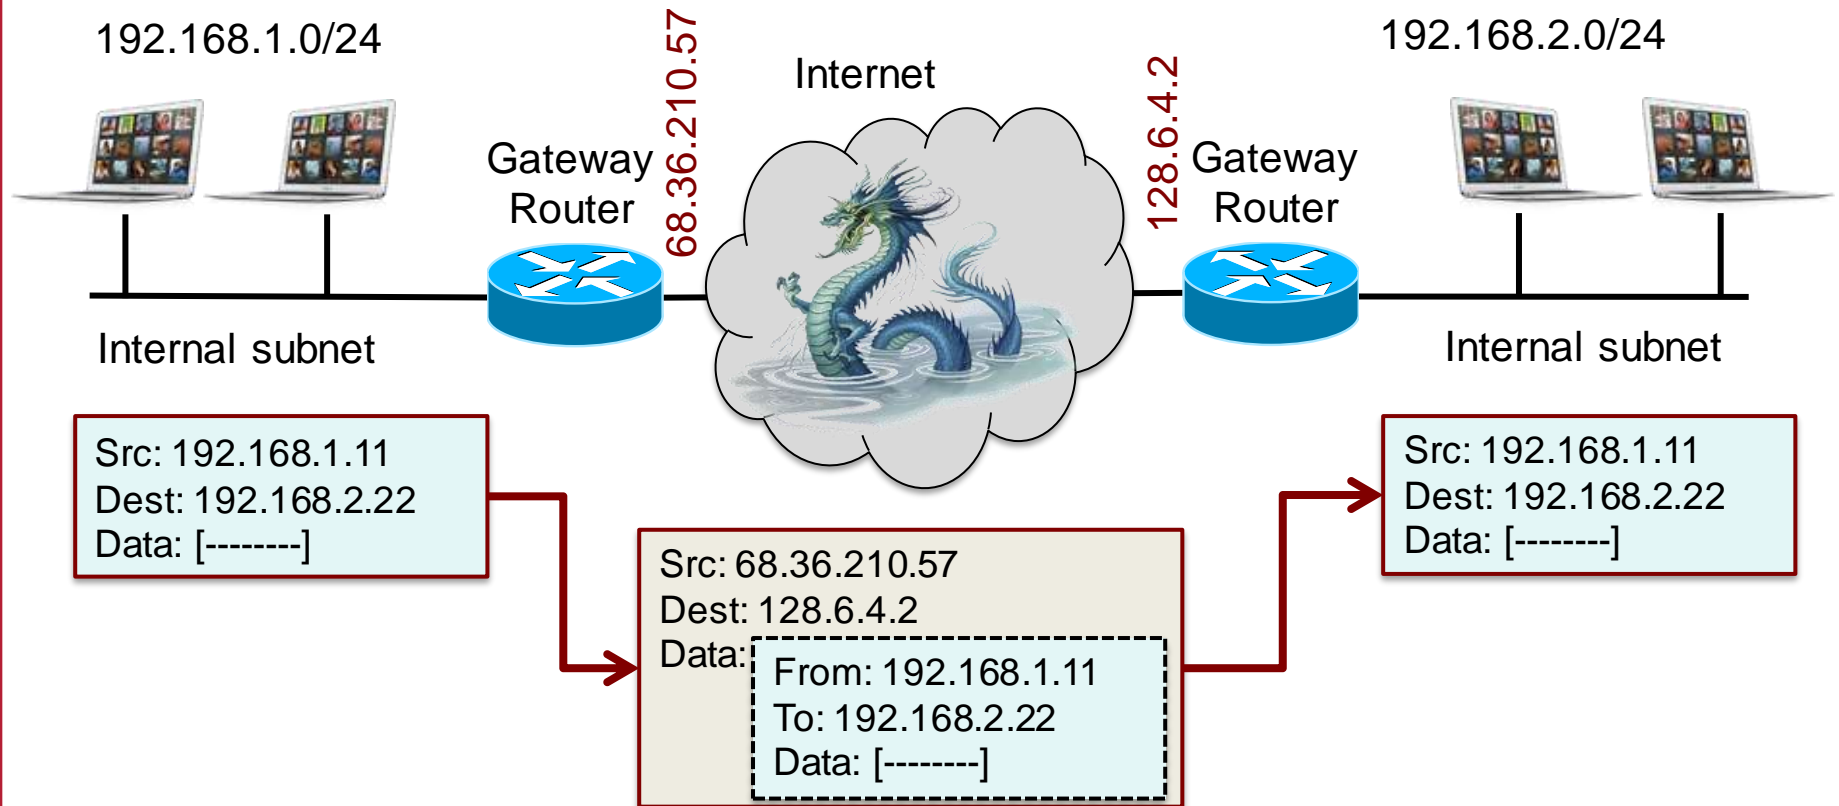 192.168.1.0/24
68.36.210.57
Internet
128.6.4.2
192.168.2.0/24
Gateway
Router
Gateway
Router
Internal subnet
Internal subnet
Src: 192.168.1.11
Dest: 192.168.2.22
Data: [--------]
Src: 68.36.210.57
Dest: 128.6.4.2
Data:
From: 192.168.1.11
To: 192.168.2.22
Data: [--------]
Src: 192.168.1.11
Dest: 192.168.2.22
Data: [--------]